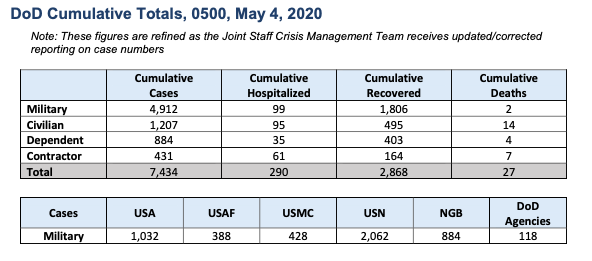 DoD Cumulative Totals, 0500, May 4, 2020
Note: These figures are refined as the Joint Staff Crisis Management Team receives updated/corrected
reporting on case numbers
Cumulative Cases Cumulative Hospitalized Cumulative Recovered Cumulative Deaths
Military 4,912 99 1,806 2
Civilian 1,207 95 495 14
Dependent 884 35 403 4
Contractor 431 61 164 7
Total 7,434 290 2,868 27
Cases USA USAF USMC USN NGB DoD Agencies
Military 1,032 388 428 2,062 884 118